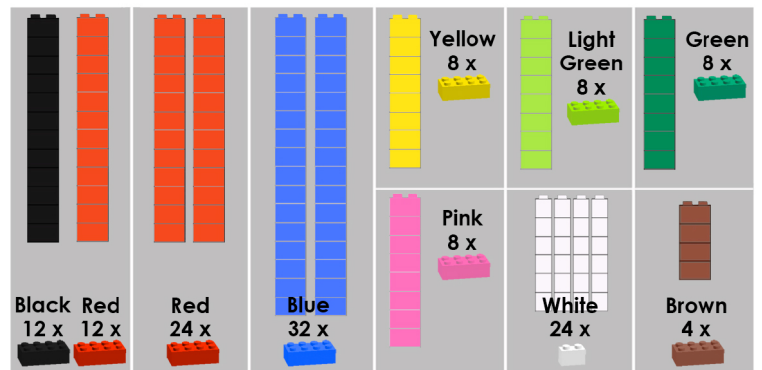 Yellow
8 x
Light
Green
8 x
Green
8 x
Pink
8 x
Black
12 x
Red
12 x
Red
24 x
Blue
32 x
White
24 x
Brown
4 x